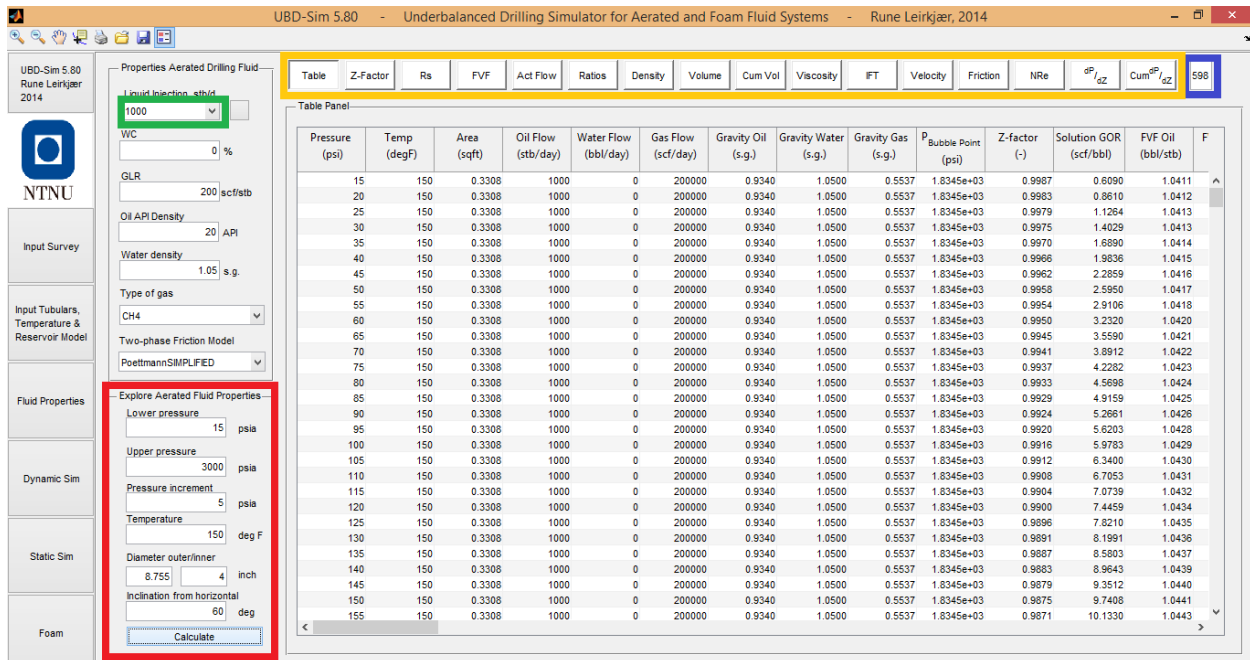 UBD-Sim 5.80 - Underbalanced Drilling Simulator for Aerated and Foam Fluid Systems - Rune Leirkjær, 2014
UBD-Sim 5.80
Rune Leirkjær
2014
NTNU
Input Survey
Input Tubulars,
Temperature &
Reservoir Model
Fluid Properties
Dynamic Sim
Static Sim
Foam
Properties Aerated Drilling Fluid
Liquid Injection, stb/d
1000
WC
0 %
GLR
200 scf/stb
Oil API Density
20 API
Water density
1.05 s.g.
Type of gas
CH4
Two-phase Friction Model
PoettmannSIMPLIFIED
Explore Aerated Fluid Properties
Lower pressure
15 psia
Upper pressure
3000 psia
Pressure increment
5 psia
Temperature
150 deg F
Diameter outer/inner
8.755 4 inch
Inclination from horizontal
60 deg
Calculate
Table Z-Factor Rs FVF Act Flow Ratios Density Volume Cum Vol Viscosity IFT Velocity Friction NRe dP/dZ Cum dP/dZ 598
Table Panel
Pressure Temp Area Oil Flow Water Flow Gas Flow Gravity Oil Gravity Water Gravity Gas P Bubble Point Z-factor Solution GOR FVF Oil F
(psi) (degF) (sqft) (stb/day) (bbl/day) (scf/day) (s.g.) (s.g.) (s.g.) (psi) (-) (scf/bbl) (bbl/stb)
15 150 0.3308 1000 0 200000 0.9340 1.0500 0.5537 1.8345e+03 0.9987 0.6090 1.0411
20 150 0.3308 1000 0 200000 0.9340 1.0500 0.5537 1.8345e+03 0.9983 0.8610 1.0412
25 150 0.3308 1000 0 200000 0.9340 1.0500 0.5537 1.8345e+03 0.9979 1.1264 1.0413
30 150 0.3308 1000 0 200000 0.9340 1.0500 0.5537 1.8345e+03 0.9975 1.4029 1.0413
35 150 0.3308 1000 0 200000 0.9340 1.0500 0.5537 1.8345e+03 0.9970 1.6890 1.0414
40 150 0.3308 1000 0 200000 0.9340 1.0500 0.5537 1.8345e+03 0.9966 1.9836 1.0415
45 150 0.3308 1000 0 200000 0.9340 1.0500 0.5537 1.8345e+03 0.9962 2.2859 1.0416
50 150 0.3308 1000 0 200000 0.9340 1.0500 0.5537 1.8345e+03 0.9958 2.5950 1.0417
55 150 0.3308 1000 0 200000 0.9340 1.0500 0.5537 1.8345e+03 0.9954 2.9106 1.0418
60 150 0.3308 1000 0 200000 0.9340 1.0500 0.5537 1.8345e+03 0.9950 3.2320 1.0420
65 150 0.3308 1000 0 200000 0.9340 1.0500 0.5537 1.8345e+03 0.9945 3.5590 1.0421
70 150 0.3308 1000 0 200000 0.9340 1.0500 0.5537 1.8345e+03 0.9941 3.8912 1.0422
75 150 0.3308 1000 0 200000 0.9340 1.0500 0.5537 1.8345e+03 0.9937 4.2282 1.0423
80 150 0.3308 1000 0 200000 0.9340 1.0500 0.5537 1.8345e+03 0.9933 4.5698 1.0424
85 150 0.3308 1000 0 200000 0.9340 1.0500 0.5537 1.8345e+03 0.9929 4.9159 1.0425
90 150 0.3308 1000 0 200000 0.9340 1.0500 0.5537 1.8345e+03 0.9924 5.2661 1.0426
95 150 0.3308 1000 0 200000 0.9340 1.0500 0.5537 1.8345e+03 0.9920 5.6203 1.0428
100 150 0.3308 1000 0 200000 0.9340 1.0500 0.5537 1.8345e+03 0.9916 5.9783 1.0429
105 150 0.3308 1000 0 200000 0.9340 1.0500 0.5537 1.8345e+03 0.9912 6.3400 1.0430
110 150 0.3308 1000 0 200000 0.9340 1.0500 0.5537 1.8345e+03 0.9908 6.7053 1.0431
115 150 0.3308 1000 0 200000 0.9340 1.0500 0.5537 1.8345e+03 0.9904 7.0739 1.0432
120 150 0.3308 1000 0 200000 0.9340 1.0500 0.5537 1.8345e+03 0.9900 7.4459 1.0434
125 150 0.3308 1000 0 200000 0.9340 1.0500 0.5537 1.8345e+03 0.9896 7.8210 1.0435
130 150 0.3308 1000 0 200000 0.9340 1.0500 0.5537 1.8345e+03 0.9891 8.1991 1.0436
135 150 0.3308 1000 0 200000 0.9340 1.0500 0.5537 1.8345e+03 0.9887 8.5803 1.0437
140 150 0.3308 1000 0 200000 0.9340 1.0500 0.5537 1.8345e+03 0.9883 8.9643 1.0439
145 150 0.3308 1000 0 200000 0.9340 1.0500 0.5537 1.8345e+03 0.9879 9.3512 1.0440
150 150 0.3308 1000 0 200000 0.9340 1.0500 0.5537 1.8345e+03 0.9875 9.7408 1.0441
155 150 0.3308 1000 0 200000 0.9340 1.0500 0.5537 1.8345e+03 0.9871 10.1330 1.0443